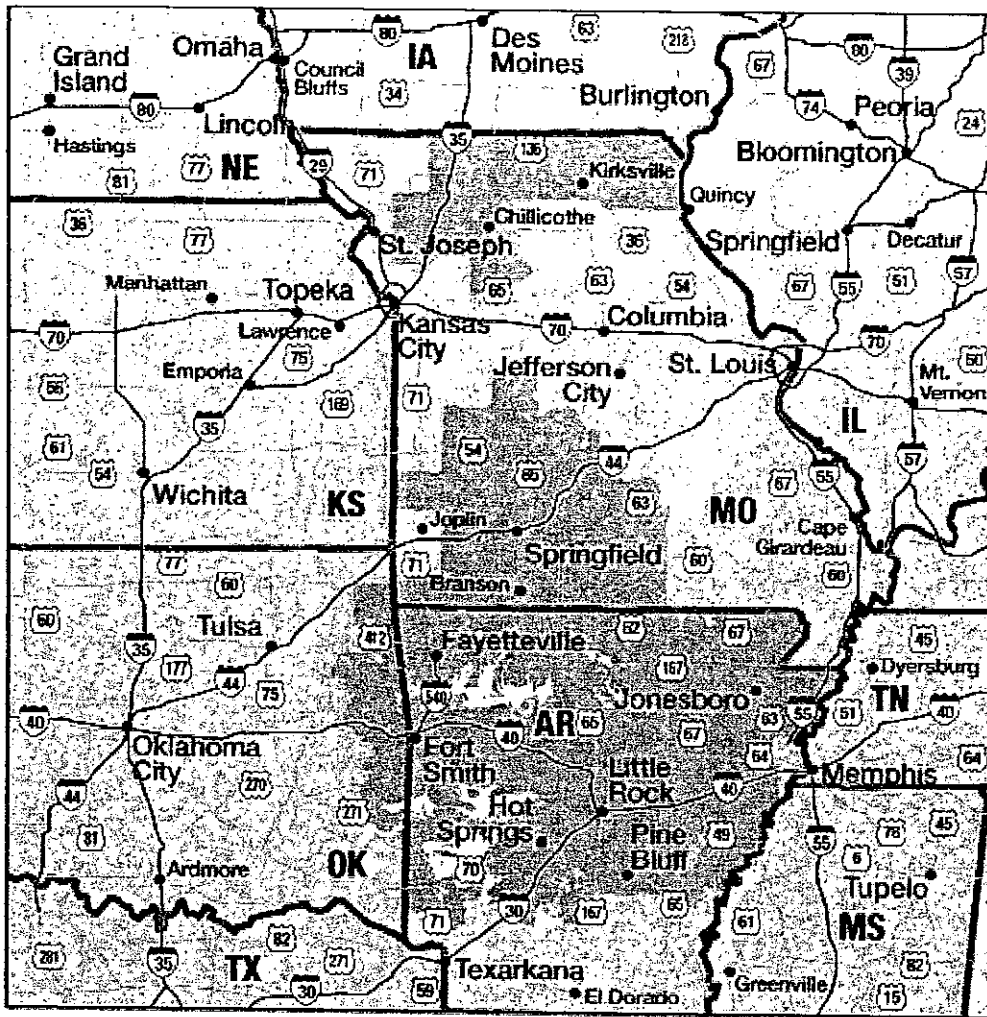 Grand
Island
Omaha
Council
Bluffs
80
IA
34
Des
Moines
63
218
67
80
39
74
Peoria
24
Burlington
Bloomington
80
Lincoln
Hastings
81
77
NE
29
71
35
136
Kirksville
Quincy
Chillicothe
Springfield
Decatur
36
77
St. Joseph
36
63
65
54
67
55
51
57
Manhattan
Topeka
70
Lawrence
75
Kansas
City
70
Columbia
70
Emporia
169
71
Jefferson
City
St. Louis
50
Mt.
Vernon
35
61
54
54
65
44
IL
57
55
67
Wichita
KS
63
MO
Joplin
Springfield
Cape
Girardeau
77
60
71
60
60
Branson
60
Tulsa
412
Fayetteville
62
67
45
Dyersburg
35
177
44
75
540
167
Jonesboro
TN
40
40
Oklahoma
City
AR
40
65
67
63
55
51
64
64
Fort
Smith
Little
Rock
40
Memphis
44
81
270
271
Hot
Springs
Pine
Bluff
49
55
78
45
6
Ardmore
OK
70
Tupelo
71
30
167
65
61
MS
281
35
82
TX
271
30
59
Texarkana
El Dorado
Greenville
82
15